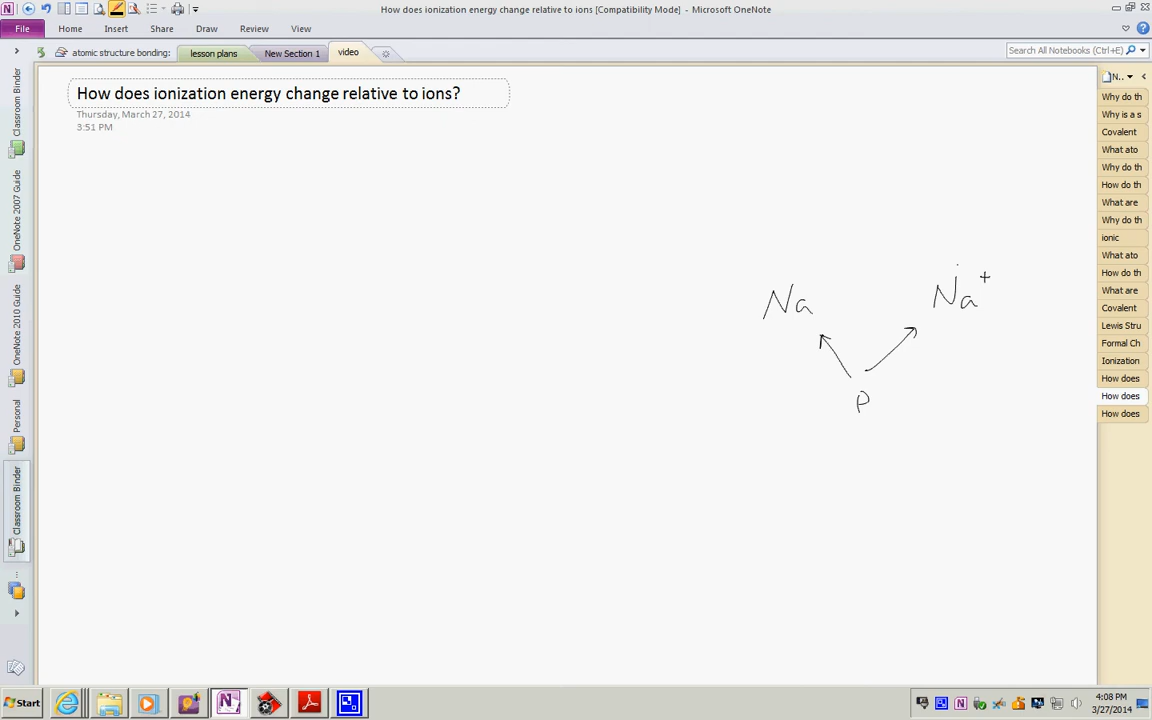 How does ionization energy change relative to ions [Compatibility Mode] - Microsoft OneNote
File Home Insert Share Draw Review View
atomic structure bonding: lesson plans New Section 1 video
Search All Notebooks (Ctrl+E)
How does ionization energy change relative to ions?
Thursday, March 27, 2014
3:51 PM
Na
Na+
P
Classroom Binder
OneNote 2007 Guide
OneNote 2010 Guide
Personal
Classroom Binder
N..
Why do th
Why is a s
Covalent
What ato
Why do th
How do th
What are
Why do th
ionic
What ato
How do th
What are
Covalent
Lewis Stru
Formal Ch
Ionization
How does
How does
How does
Start
4:08 PM
3/27/2014